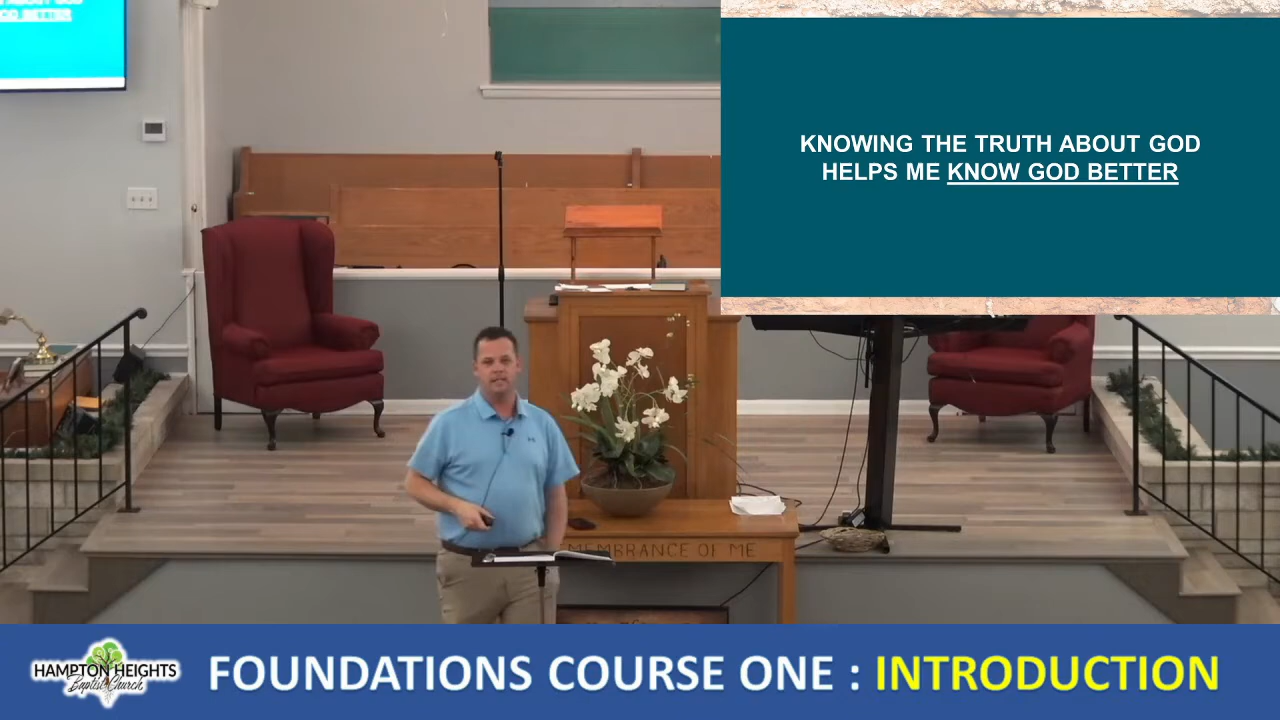 KNOWING THE TRUTH ABOUT GOD
HELPS ME KNOW GOD BETTER
MEMBRANCE OF ME
HAMPTON HEIGHTS
Baptist Church
FOUNDATIONS COURSE ONE : INTRODUCTION